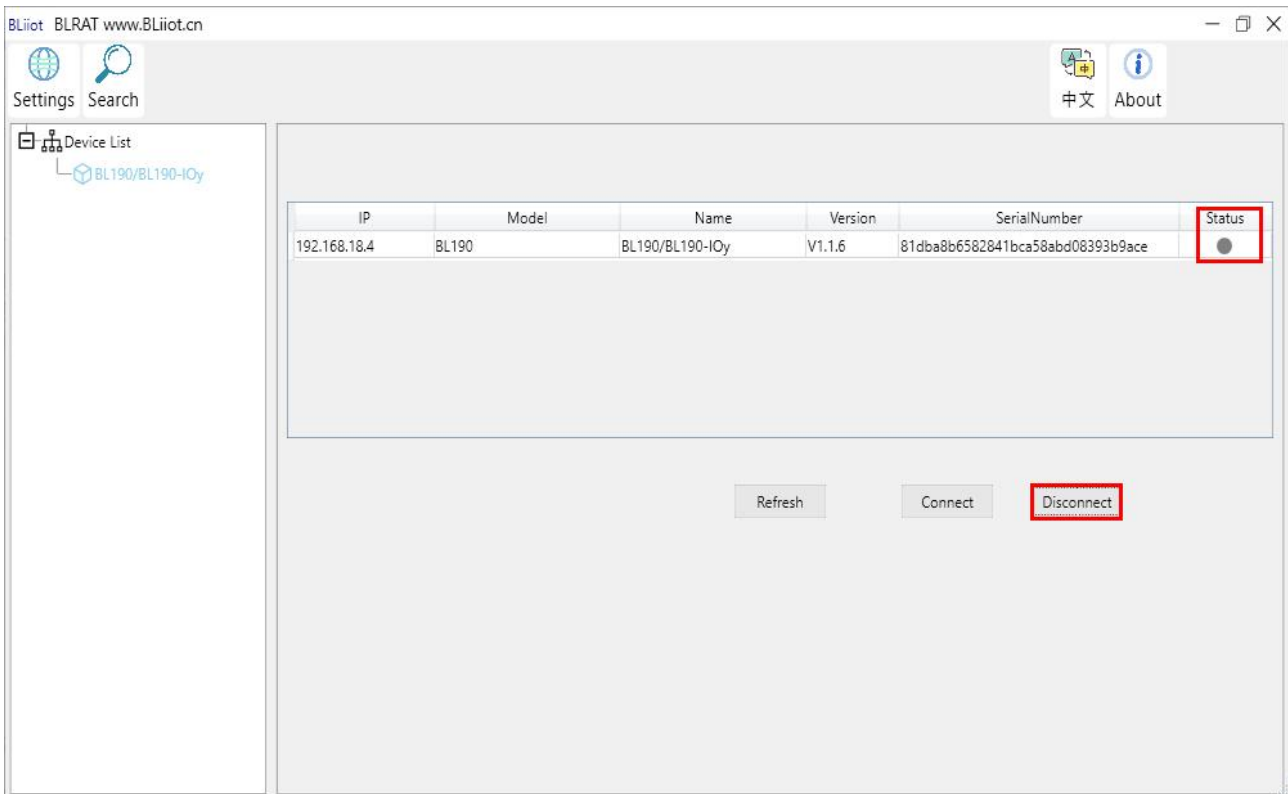 BLiiot BLRAT www.BLiiot.cn
Settings Search 中文 About
Device List
BL190/BL190-IOy
IP Model Name Version SerialNumber Status
192.168.18.4 BL190 BL190/BL190-IOy V1.1.6 81dba8b6582841bca58abd08393b9ace
Refresh Connect Disconnect